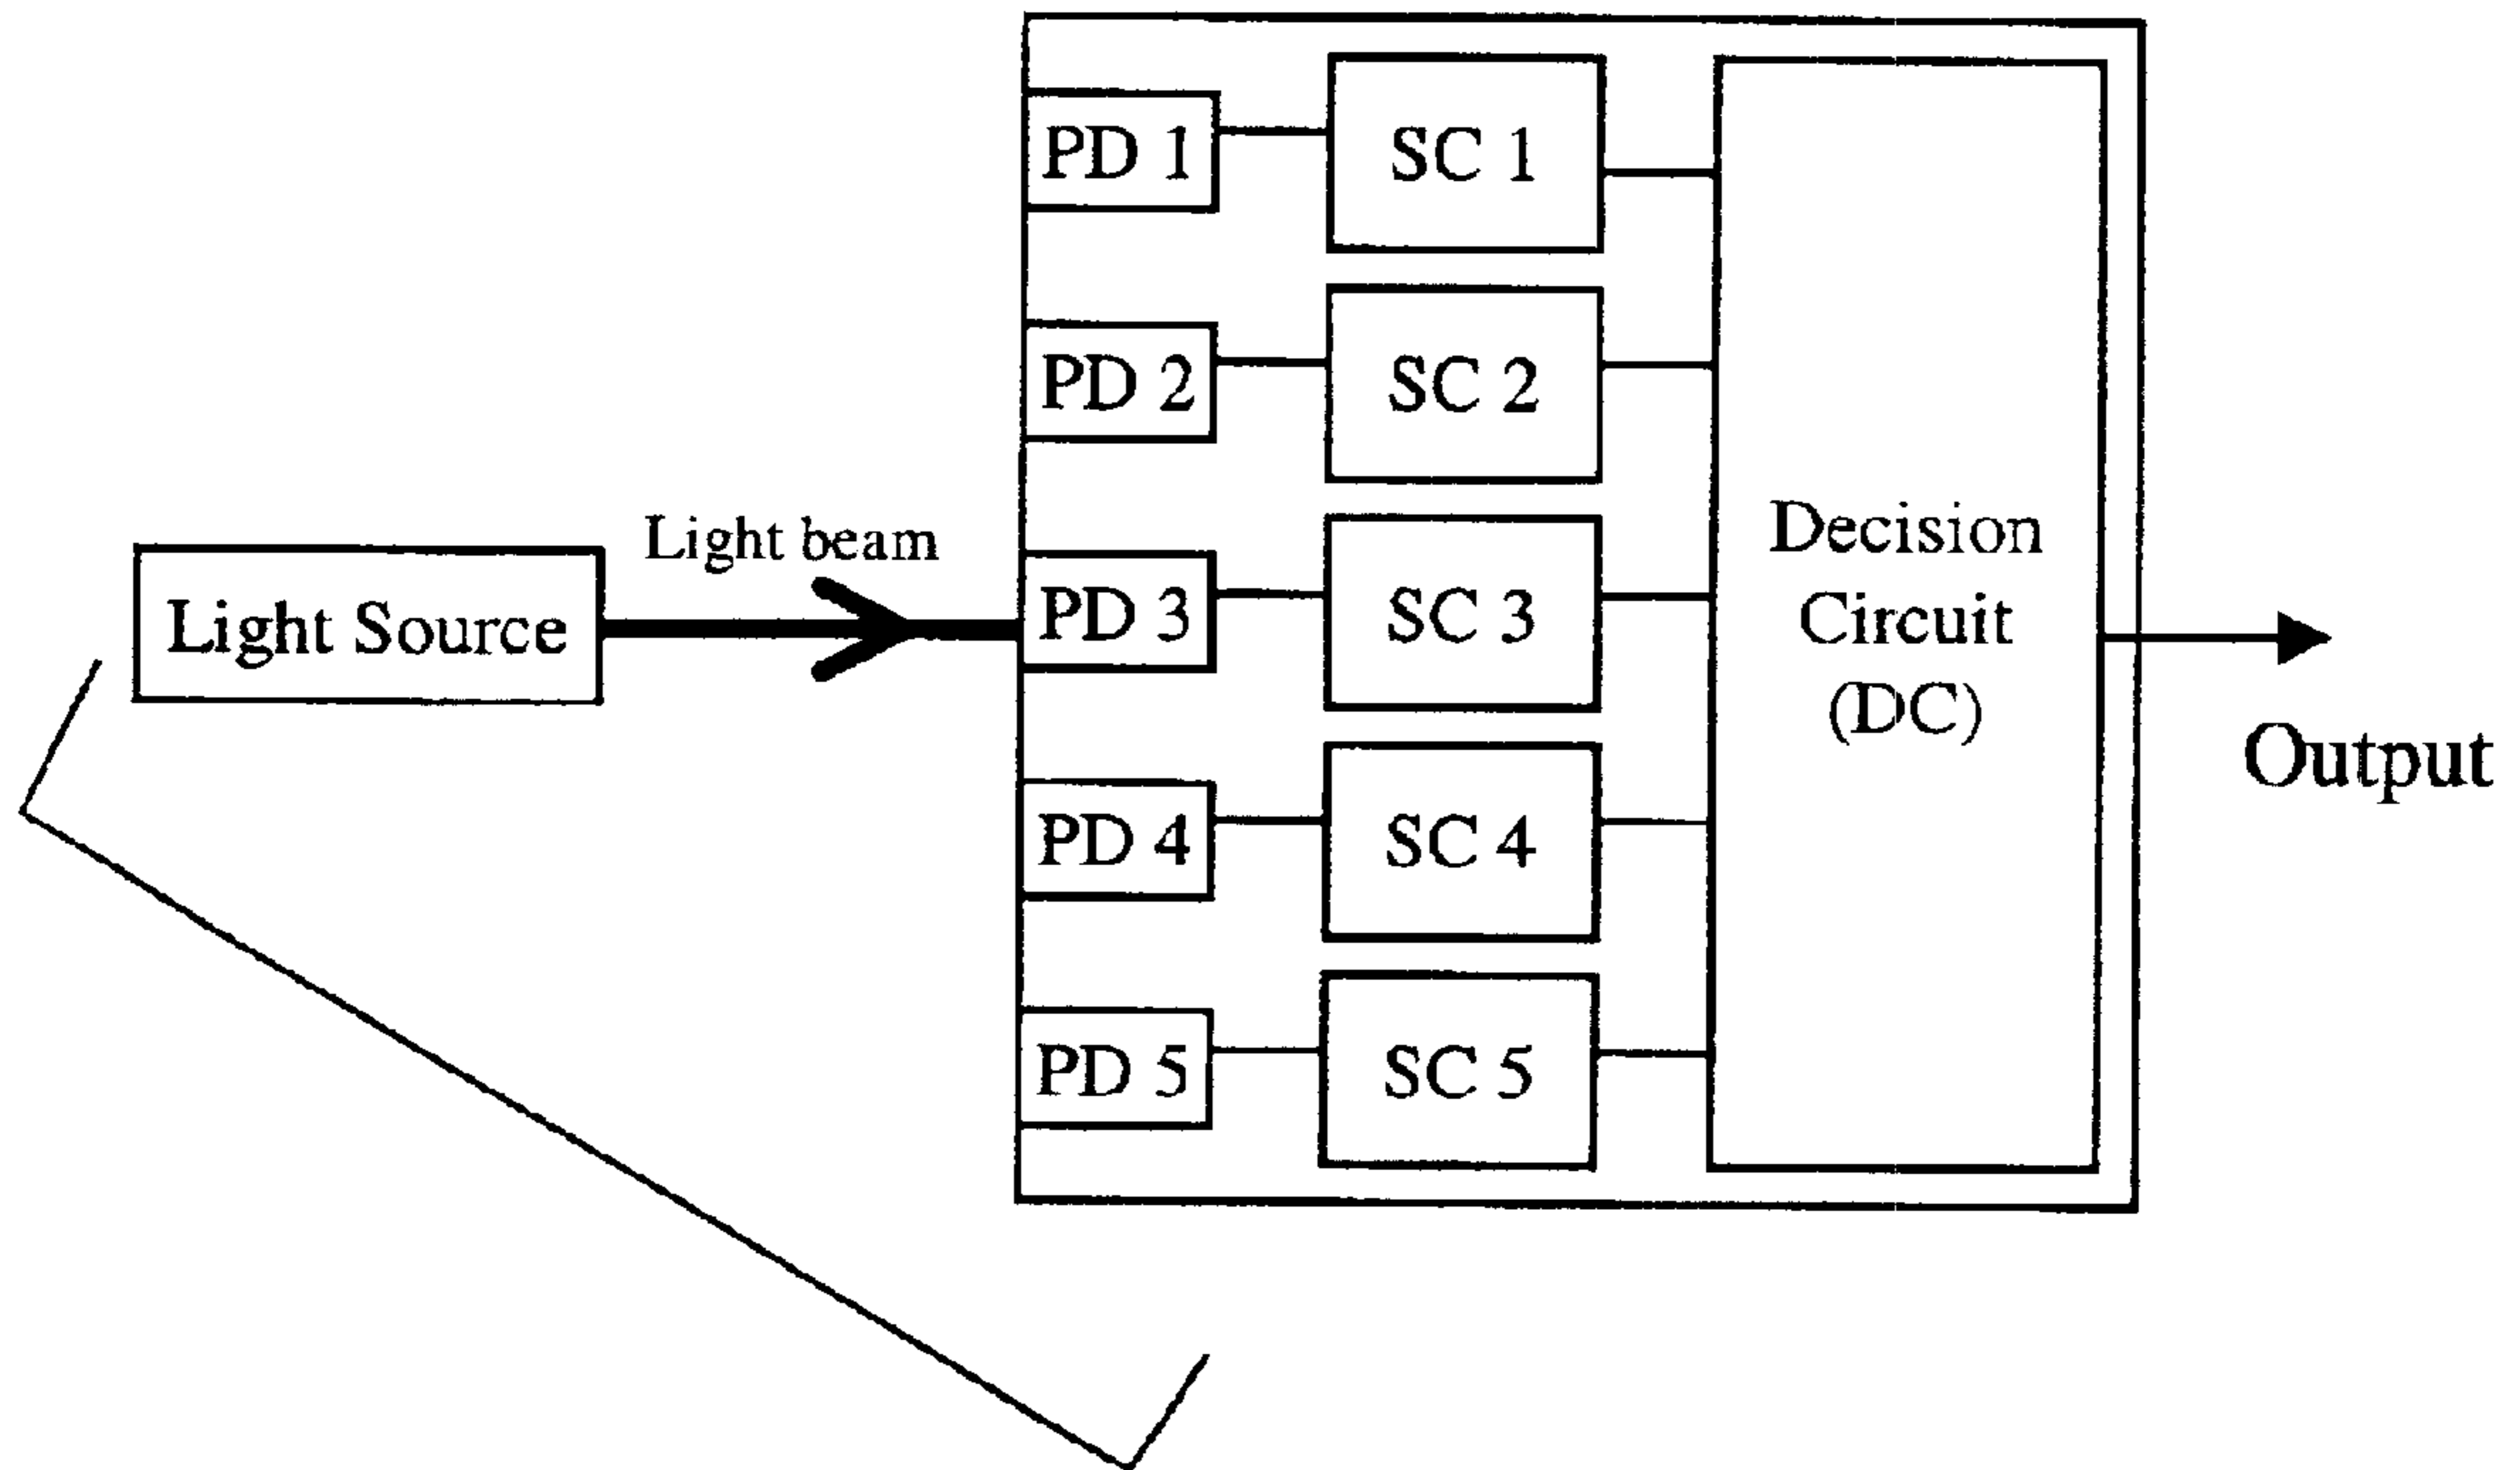 PD 1
SC 1
PD 2
SC 2
Light beam
Light Source
PD 3
SC 3
Decision
Circuit
(DC)
Output
PD 4
SC 4
PD 5
SC 5